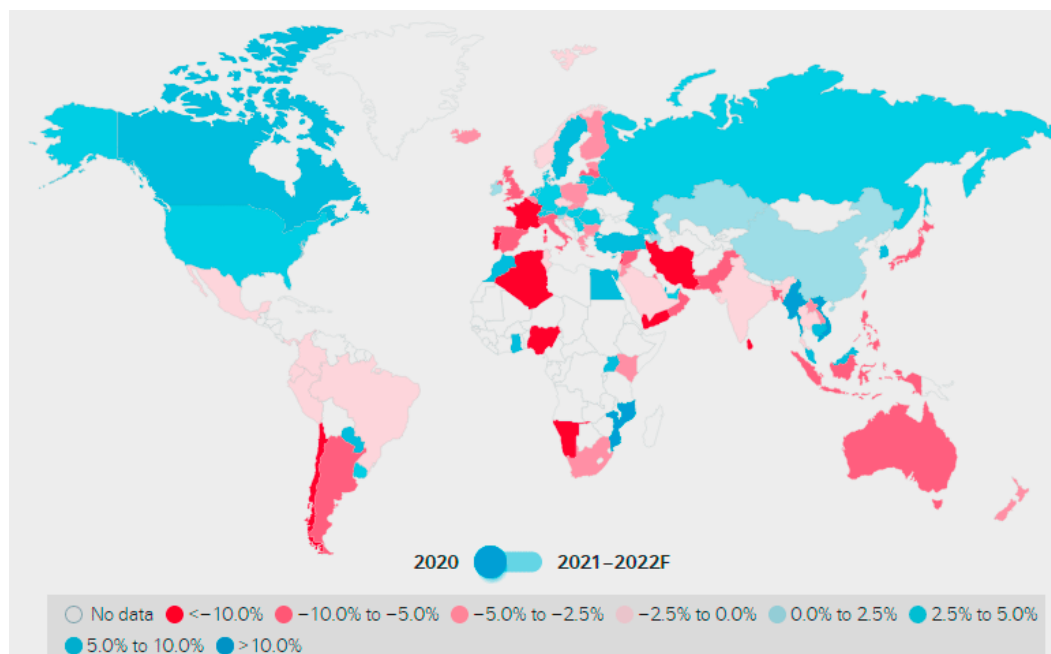 2020 2021–2022F
No data <−10.0% −10.0% to −5.0% −5.0% to −2.5% −2.5% to 0.0% 0.0% to 2.5% 2.5% to 5.0%
5.0% to 10.0% >10.0%